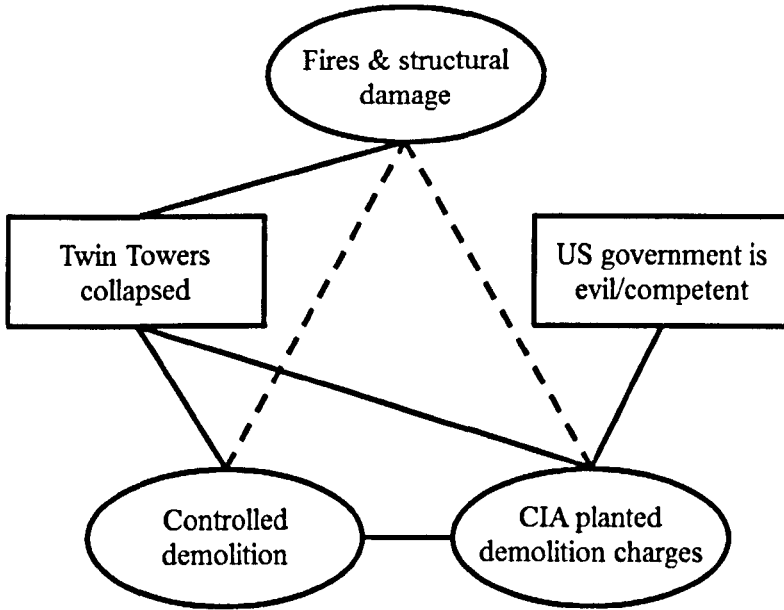 Fires & structural
damage
Twin Towers
collapsed
US government is
evil/competent
Controlled
demolition
CIA planted
demolition charges